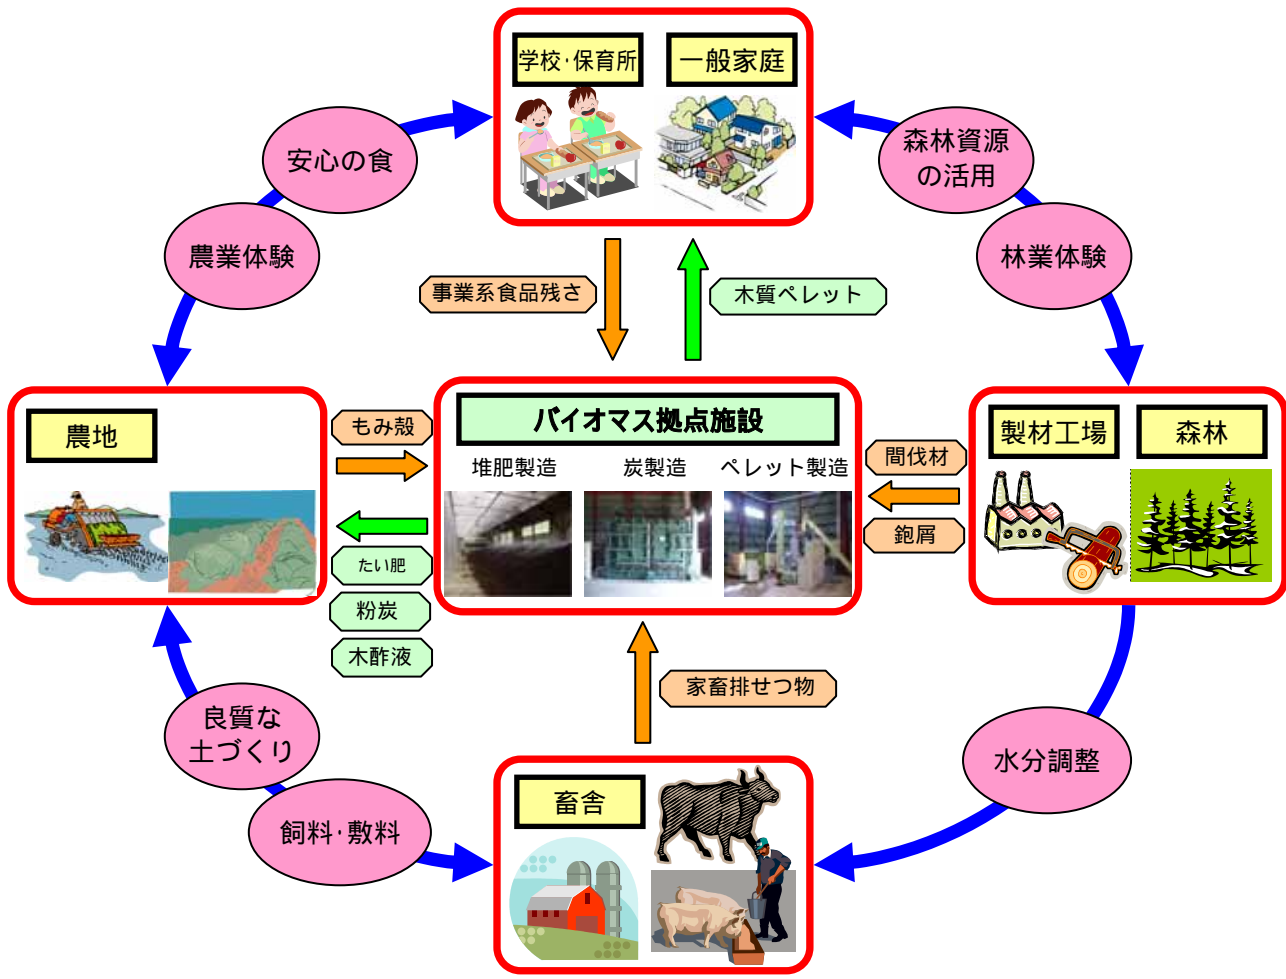 学校・保育所
一般家庭
安心の食
森林資源
の活用
農業体験
林業体験
事業系食品残さ
木質ペレット
農地
もみ殻
バイオマス拠点施設
堆肥製造
炭製造
ペレット製造
間伐材
鉋屑
製材工場
森林
たい肥
粉炭
木酢液
家畜排せつ物
良質な
土づくり
水分調整
飼料・敷料
畜舎